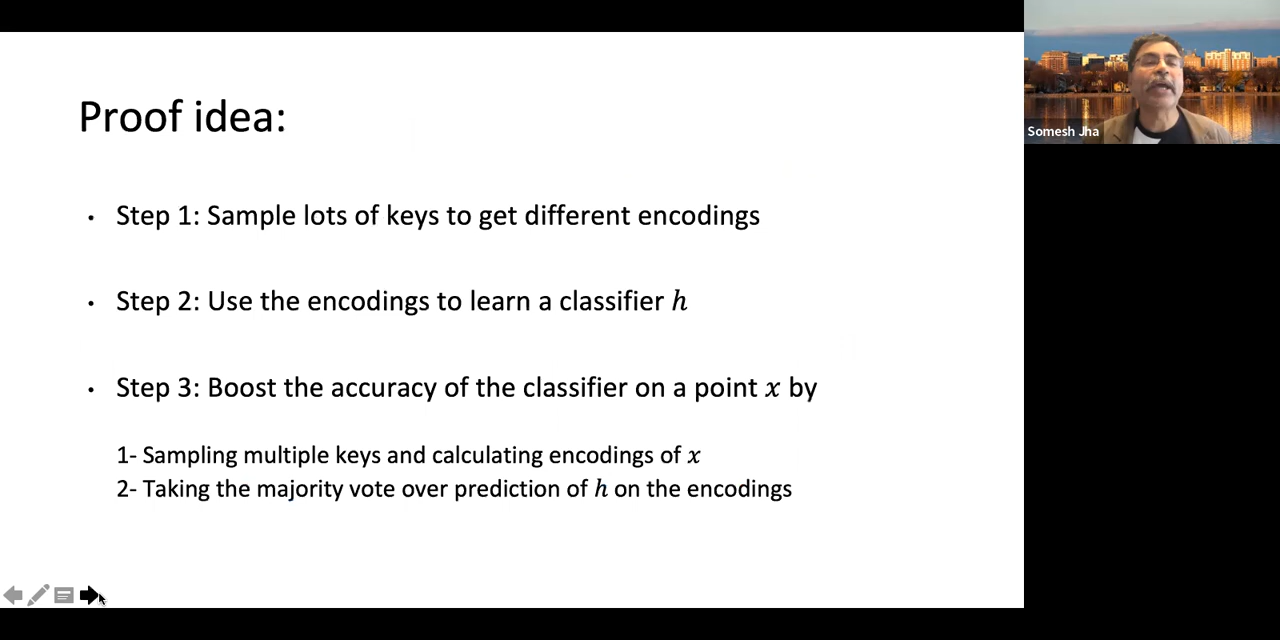 Proof idea:
• Step 1: Sample lots of keys to get different encodings
• Step 2: Use the encodings to learn a classifier h
• Step 3: Boost the accuracy of the classifier on a point x by
1- Sampling multiple keys and calculating encodings of x
2- Taking the majority vote over prediction of h on the encodings
Somesh Jha